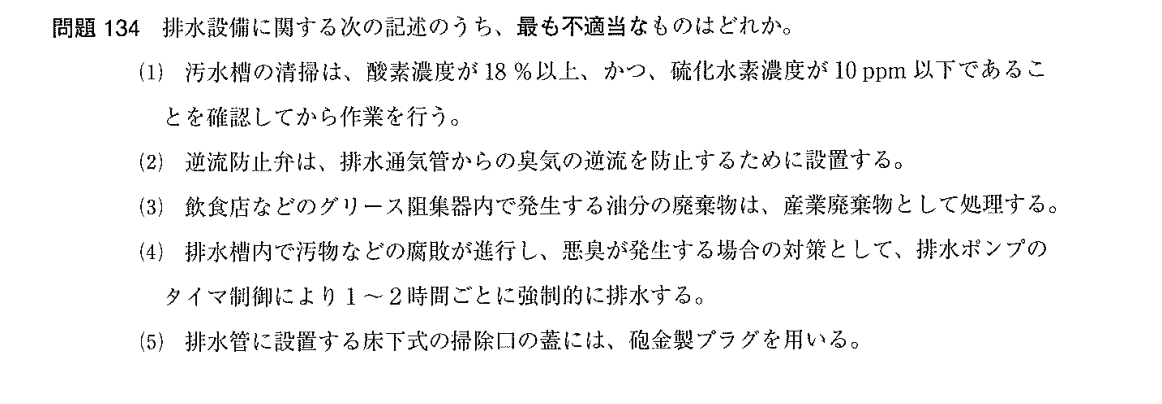 問題 134 排水設備に関する次の記述のうち、最も不適当なものはどれか。
(1) 汚水槽の清掃は、酸素濃度が 18 %以上、かつ、硫化水素濃度が 10 ppm 以下であるこ
とを確認してから作業を行う。
(2) 逆流防止弁は、排水通気管からの臭気の逆流を防止するために設置する。
(3) 飲食店などのグリース阻集器内で発生する油分の廃棄物は、産業廃棄物として処理する。
(4) 排水槽内で汚物などの腐敗が進行し、悪臭が発生する場合の対策として、排水ポンプの
タイマ制御により1～2時間ごとに強制的に排水する。
(5) 排水管に設置する床下式の掃除口の蓋には、砲金製プラグを用いる。